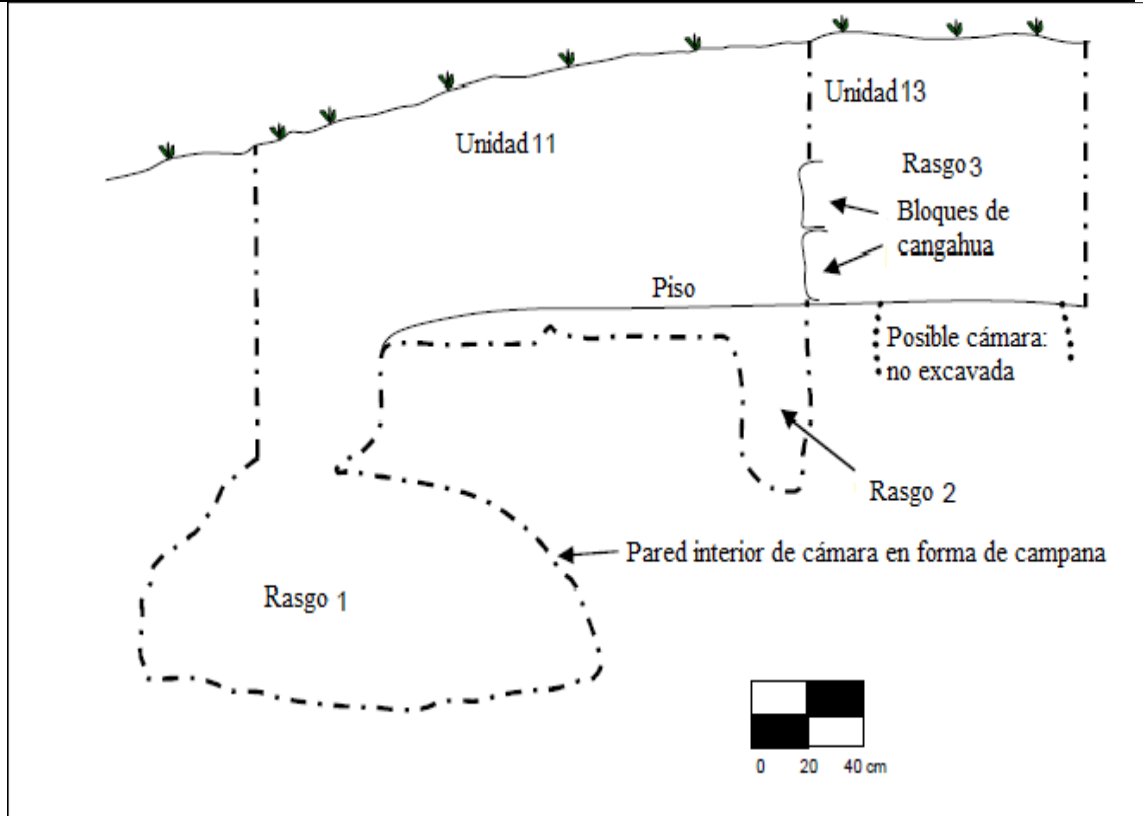 Unidad 13
Unidad 11
Rasgo 3
Bloques de
cangahua
Piso
Posible cámara:
no excavada
Rasgo 2
Pared interior de cámara en forma de campana
Rasgo 1
0 20 40 cm